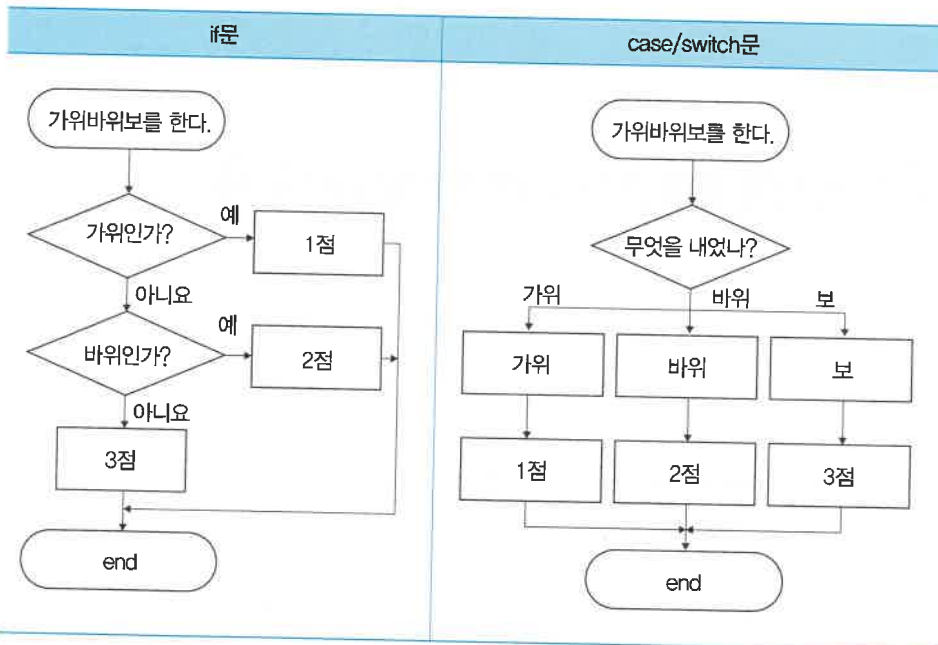 if문
case/switch문
가위바위보를 한다.
가위인가?
예
1점
아니요
바위인가?
예
2점
아니요
3점
end
가위바위보를 한다.
무엇을 내었나?
가위
바위
보
가위
바위
보
1점
2점
3점
end